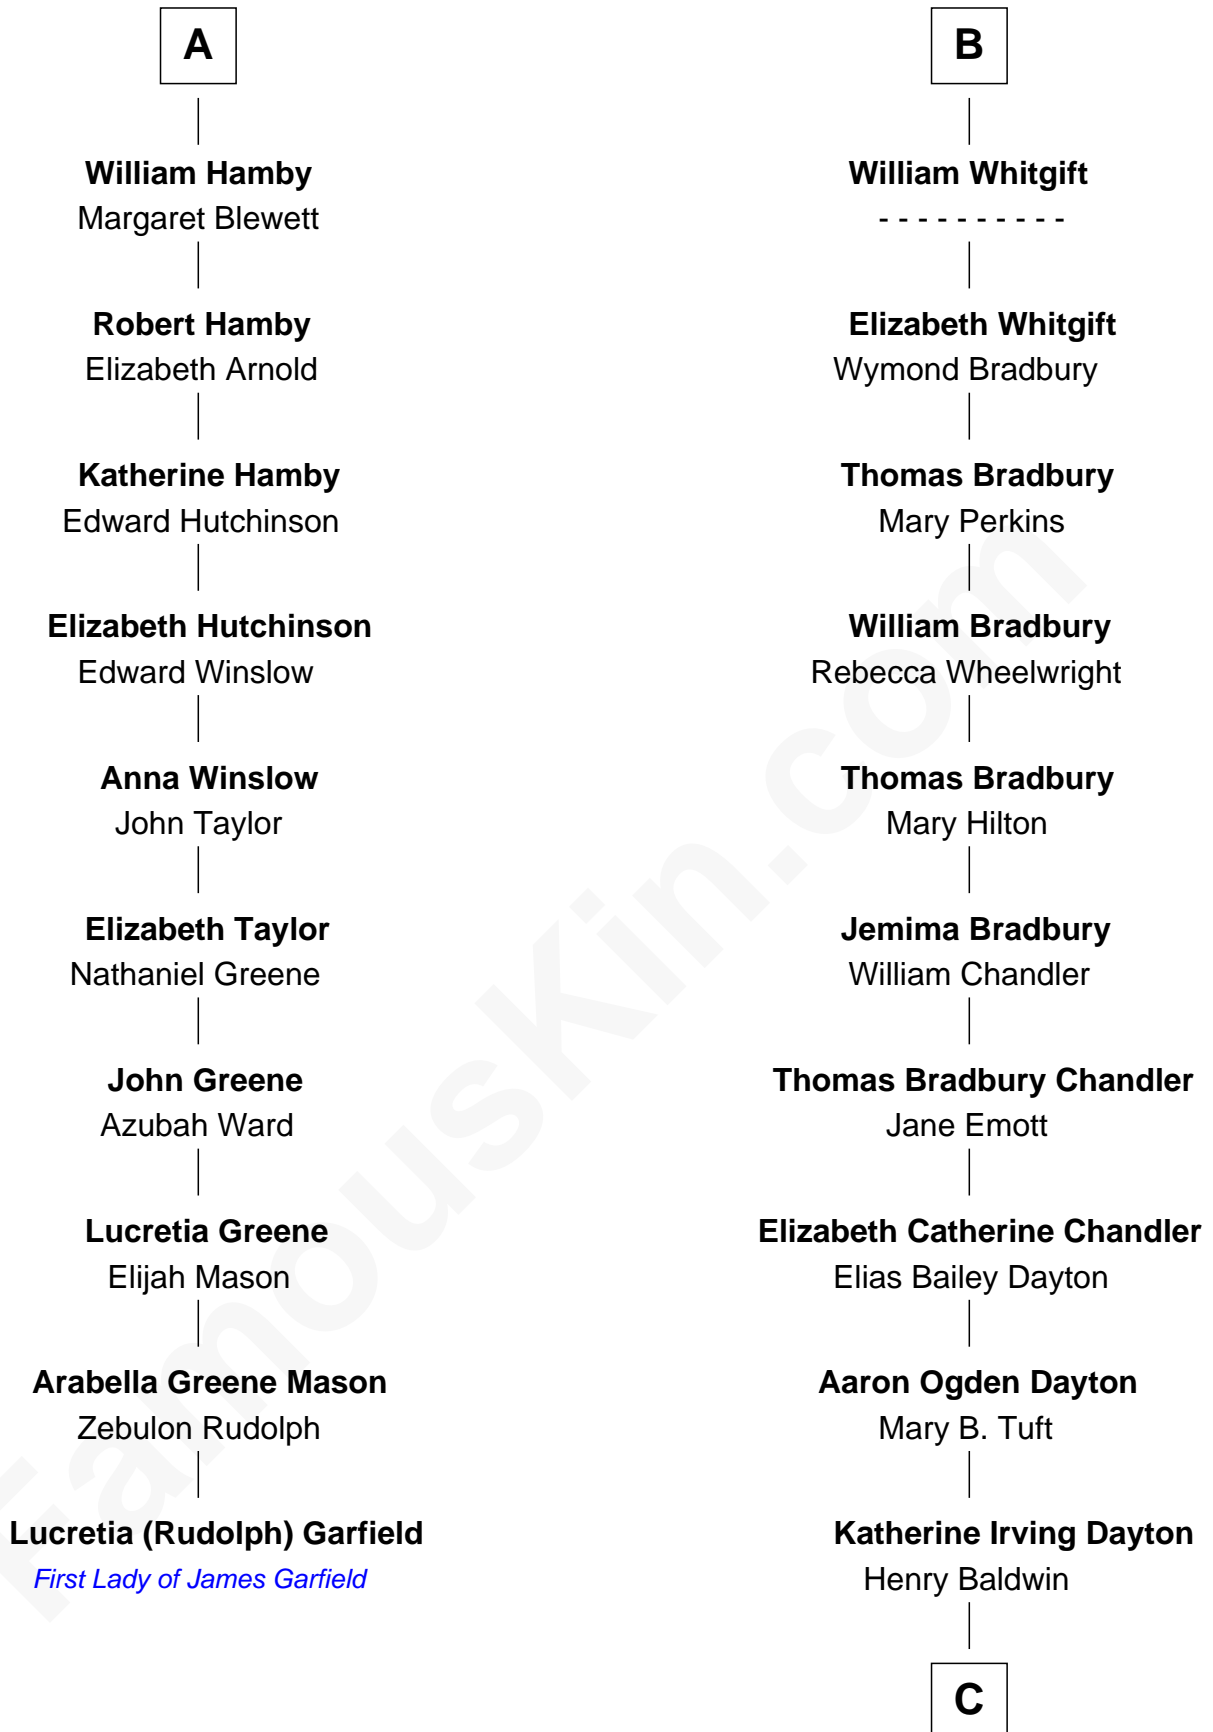 A
William Hamby
Margaret Blewett
Robert Hamby
Elizabeth Arnold
Katherine Hamby
Edward Hutchinson
Elizabeth Hutchinson
Edward Winslow
Anna Winslow
John Taylor
Elizabeth Taylor
Nathaniel Greene
John Greene
Azubah Ward
Lucretia Greene
Elijah Mason
Arabella Greene Mason
Zebulon Rudolph
Lucretia (Rudolph) Garfield
First Lady of James Garfield
B
William Whitgift
- - - - - - - - - -
Elizabeth Whitgift
Wymond Bradbury
Thomas Bradbury
Mary Perkins
William Bradbury
Rebecca Wheelwright
Thomas Bradbury
Mary Hilton
Jemima Bradbury
William Chandler
Thomas Bradbury Chandler
Jane Emott
Elizabeth Catherine Chandler
Elias Bailey Dayton
Aaron Ogden Dayton
Mary B. Tuft
Katherine Irving Dayton
Henry Baldwin
C
FamousKin.com